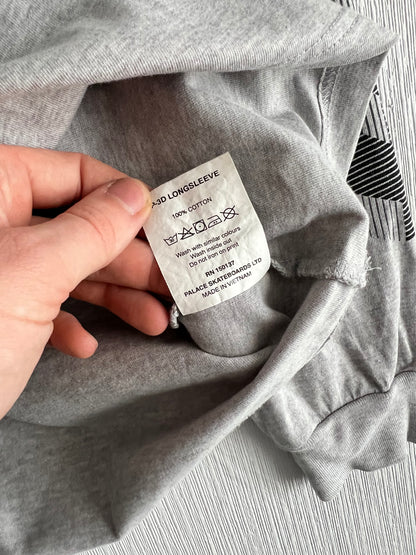 P-3D LONGSLEEVE
100% COTTON
Wash with similar colours
Wash inside out
Do not iron on print
RN 150137
PALACE SKATEBOARDS LTD
MADE IN VIETNAM